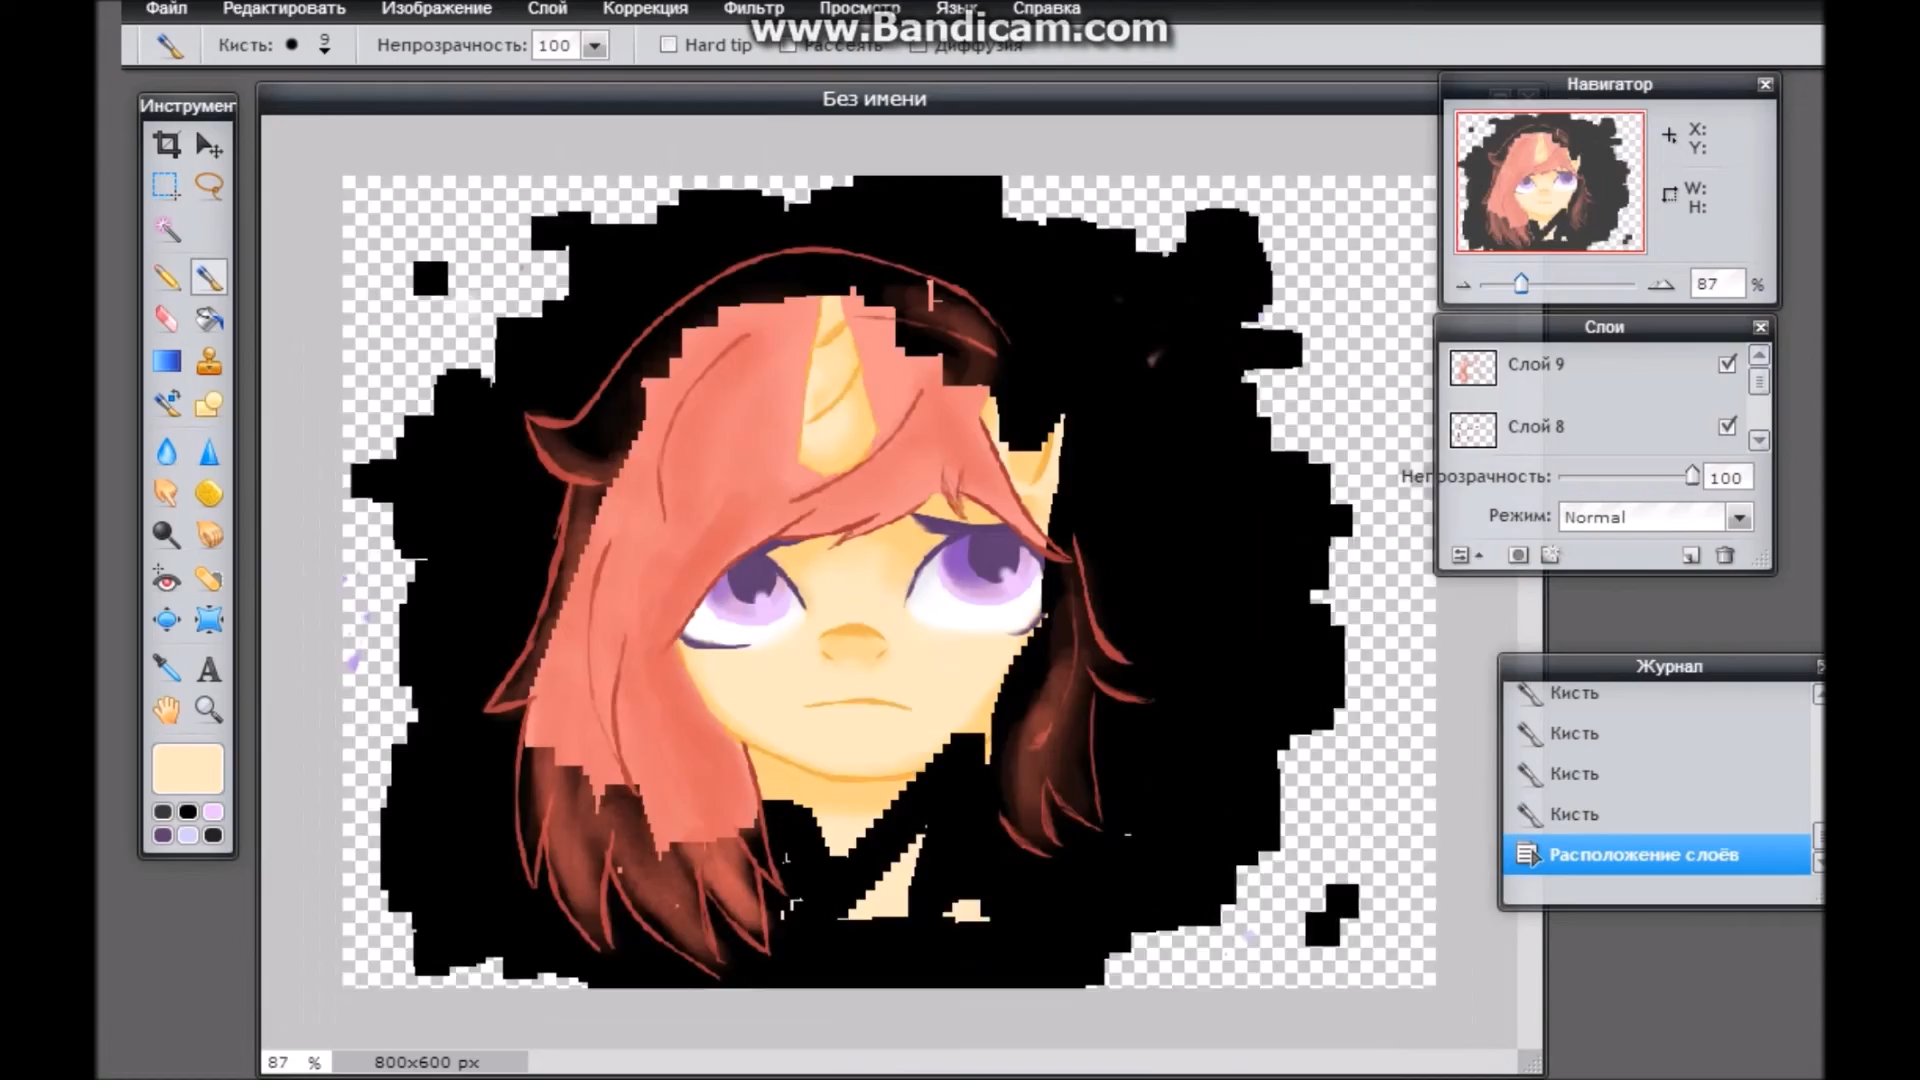 Файл Редактировать Изображение Слой Коррекция Фильтр Просмотр Язык Справка
www.Bandicam.com
Кисть: 9 Непрозрачность: 100 Hard tip Рассеять Диффузия
Инструмен
Без имени
Навигатор
X:
Y:
W:
H:
87 %
Слои
Слой 9
Слой 8
Непрозрачность: 100
Режим: Normal
Журнал
Кисть
Кисть
Кисть
Кисть
Расположение слоёв
87 % 800x600 px